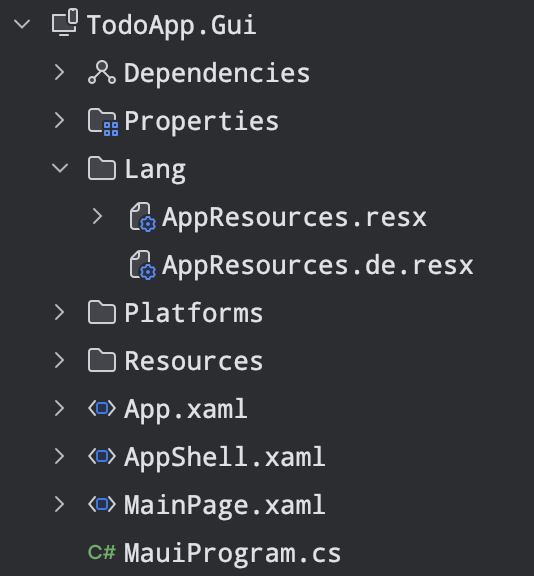 TodoApp.Gui
Dependencies
Properties
Lang
AppResources.resx
AppResources.de.resx
Platforms
Resources
App.xaml
AppShell.xaml
MainPage.xaml
C# MauiProgram.cs